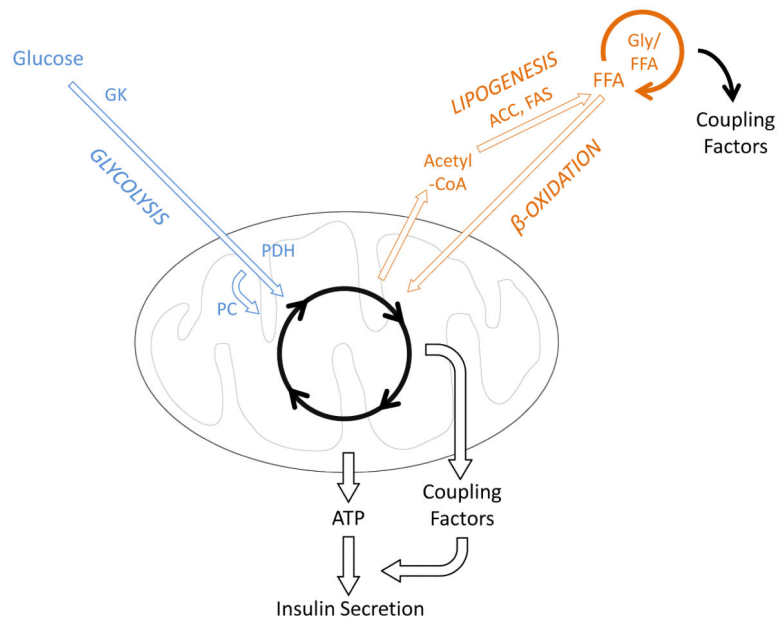 Glucose
GK
GLYCOLYSIS
PDH
PC
LIPOGENESIS
ACC, FAS
Acetyl
-CoA
FFA
Gly/
FFA
β-OXIDATION
Coupling
Factors
ATP
Coupling
Factors
Insulin Secretion